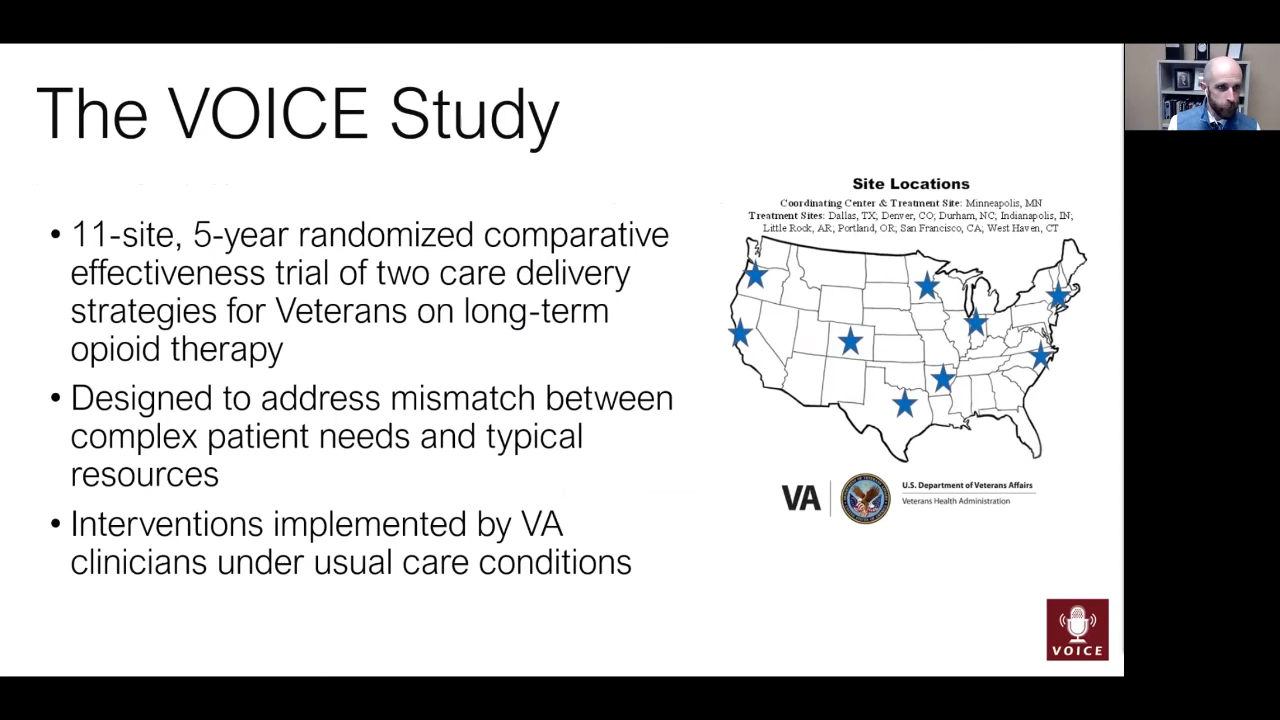 The VOICE Study
• 11-site, 5-year randomized comparative
effectiveness trial of two care delivery
strategies for Veterans on long-term
opioid therapy
• Designed to address mismatch between
complex patient needs and typical
resources
• Interventions implemented by VA
clinicians under usual care conditions
Site Locations
Coordinating Center & Treatment Site: Minneapolis, MN
Treatment Sites: Dallas, TX; Denver, CO; Durham, NC; Indianapolis, IN;
Little Rock, AR; Portland, OR; San Francisco, CA; West Haven, CT
VA
U.S. Department of Veterans Affairs
Veterans Health Administration
VOICE